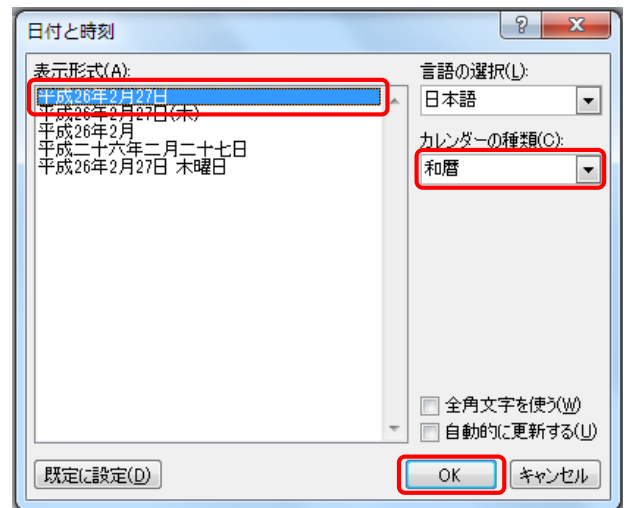 日付と時刻
表示形式(A):
平成26年2月27日
平成26年2月27日(木)
平成26年2月
平成二十六年二月二十七日
平成26年2月27日 木曜日
言語の選択(L):
日本語
カレンダーの種類(C):
和暦
全角文字を使う(W)
自動的に更新する(U)
既定に設定(D)
OK
キャンセル